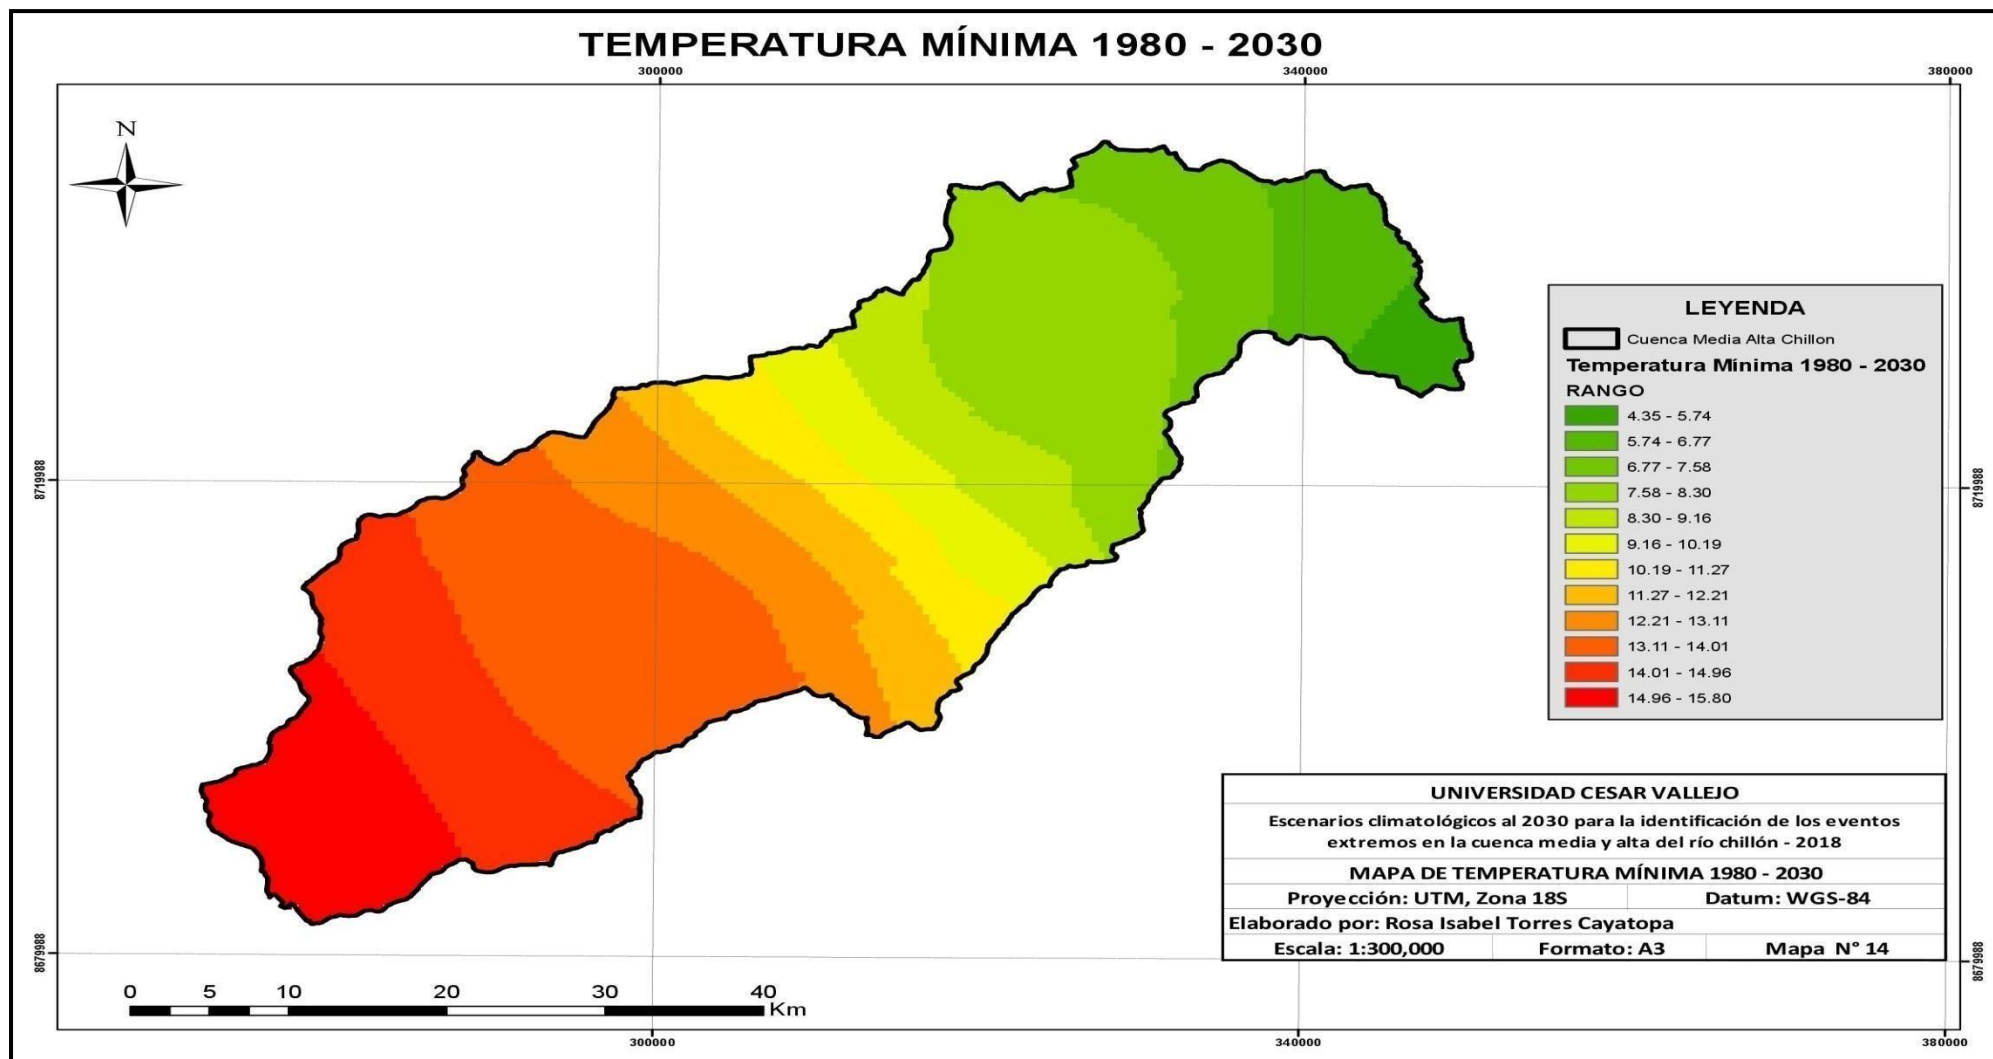 TEMPERATURA MÍNIMA 1980 - 2030
300000
340000
380000
N
8719988
8719988
LEYENDA
Cuenca Media Alta Chillon
Temperatura Mínima 1980 - 2030
RANGO
4.35 - 5.74
5.74 - 6.77
6.77 - 7.58
7.58 - 8.30
8.30 - 9.16
9.16 - 10.19
10.19 - 11.27
11.27 - 12.21
12.21 - 13.11
13.11 - 14.01
14.01 - 14.96
14.96 - 15.80
UNIVERSIDAD CESAR VALLEJO
Escenarios climatológicos al 2030 para la identificación de los eventos
extremos en la cuenca media y alta del río chillón - 2018
MAPA DE TEMPERATURA MÍNIMA 1980 - 2030
Proyección: UTM, Zona 18S Datum: WGS-84
Elaborado por: Rosa Isabel Torres Cayatopa
Escala: 1:300,000 Formato: A3 Mapa N° 14
8679988
8679988
0 5 10 20 30 40
Km
300000
340000
380000